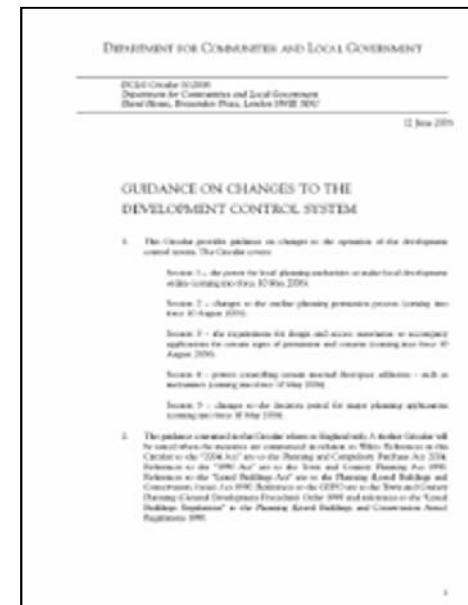 DEPARTMENT FOR COMMUNITIES AND LOCAL GOVERNMENT
DCLG Circular 01/2006
Department for Communities and Local Government
Eland House, Bressenden Place, London SW1E 5DU
12 June 2006
GUIDANCE ON CHANGES TO THE
DEVELOPMENT CONTROL SYSTEM
1. This Circular provides guidance on changes to the operation of the development
control system. The Circular covers:
Section 1 – the power for local planning authorities to make local development
orders (coming into force 10 May 2006).
Section 2 – changes to the outline planning permission process (coming into
force 10 August 2006).
Section 3 – the requirements for design and access statements to accompany
applications for certain types of permission and consent (coming into force 10
August 2006).
Section 4 – powers controlling certain internal floorspace additions – such as
mezzanines (coming into force 10 May 2006)
Section 5 – changes to the decision period for major planning applications
(coming into force 10 May 2006).
2. The guidance contained in the Circular relates to England only. A further Circular will
be issued when the measures are commenced in relation to Wales. References in this
Circular to the "2004 Act" are to the Planning and Compulsory Purchase Act 2004.
References to the "1990 Act" are to the Town and Country Planning Act 1990.
References to the "Listed Buildings Act" are to the Planning (Listed Buildings and
Conservation Areas) Act 1990. References to the GDPO are to the Town and Country
Planning (General Development Procedure) Order 1995 and references to the "Listed
Buildings Regulations" to the Planning (Listed Buildings and Conservation Areas)
Regulations 1990.